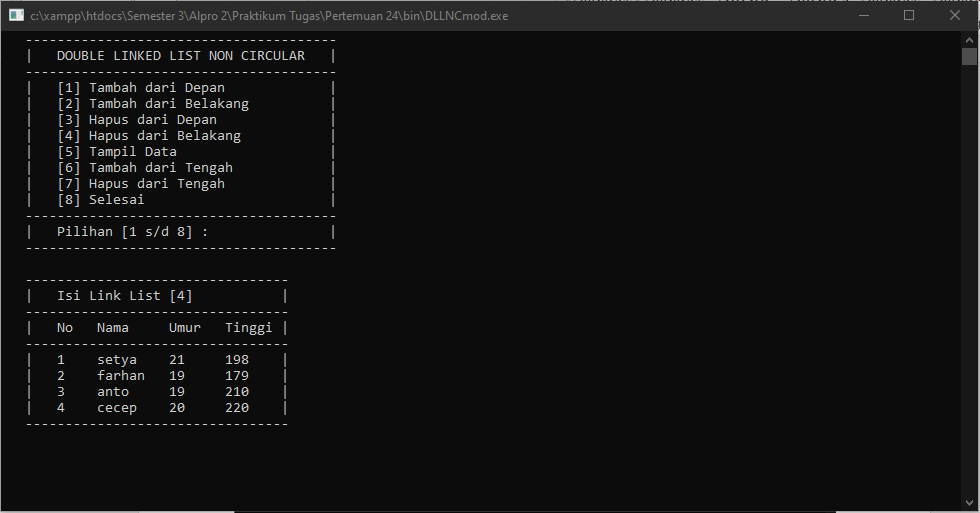 c:\xampp\htdocs\Semester 3\Alpro 2\Praktikum Tugas\Pertemuan 24\bin\DLLNCmod.exe
---------------------------------------
|   DOUBLE LINKED LIST NON CIRCULAR   |
---------------------------------------
|   [1] Tambah dari Depan             |
|   [2] Tambah dari Belakang          |
|   [3] Hapus dari Depan              |
|   [4] Hapus dari Belakang           |
|   [5] Tampil Data                   |
|   [6] Tambah dari Tengah            |
|   [7] Hapus dari Tengah             |
|   [8] Selesai                       |
---------------------------------------
|   Pilihan [1 s/d 8] :               |
---------------------------------------
---------------------------------
|   Isi Link List [4]           |
---------------------------------
|   No   Nama     Umur   Tinggi |
---------------------------------
|   1    setya    21     198    |
|   2    farhan   19     179    |
|   3    anto     19     210    |
|   4    cecep    20     220    |
---------------------------------